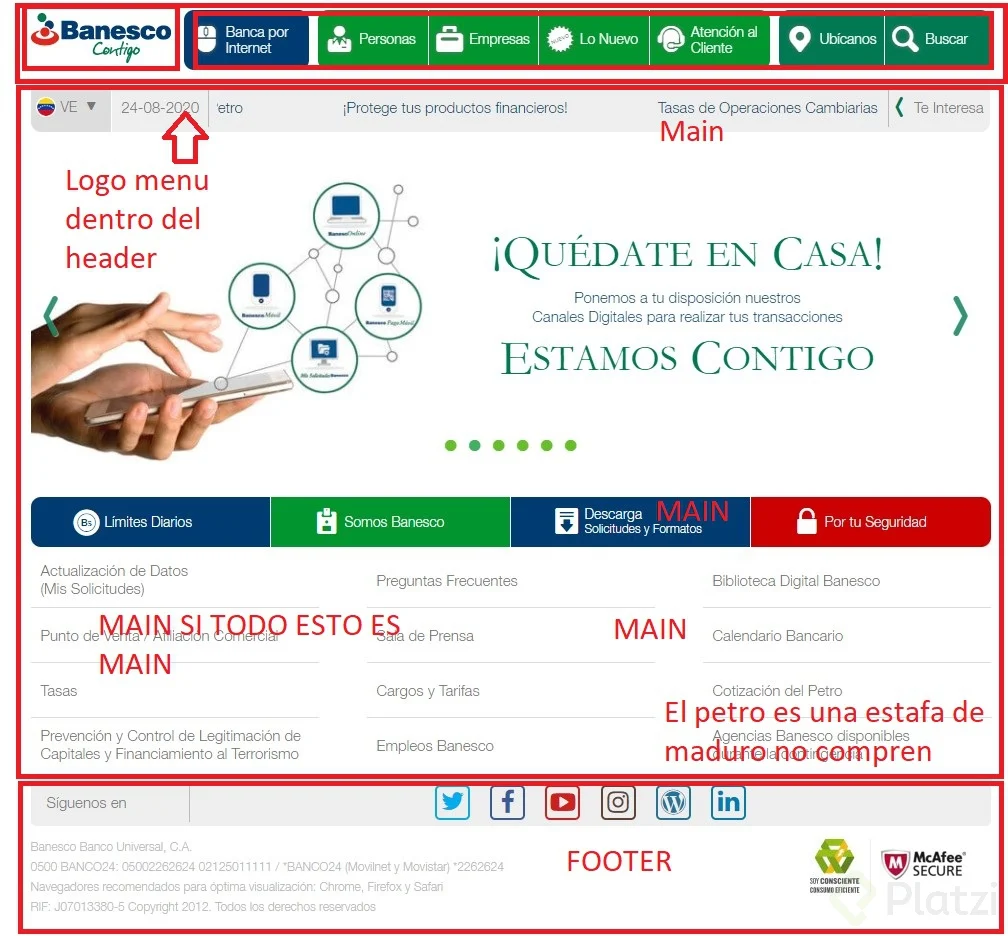 Banesco
Contigo
Banca por
Internet
Personas
Empresas
Lo Nuevo
Atención al
Cliente
Ubícanos
Buscar
VE ▼
24-08-2020
etro
¡Protege tus productos financieros!
Tasas de Operaciones Cambiarias
Te Interesa
Main
Logo menu
dentro del
header
BanescOnline
Banesco Móvil
Banesco PagoMóvil
Mis Solicitudes Banesco
¡QUÉDATE EN CASA!
Ponemos a tu disposición nuestros
Canales Digitales para realizar tus transacciones
ESTAMOS CONTIGO
Bs
Límites Diarios
Somos Banesco
Descarga
Solicitudes y Formatos
MAIN
Por tu Seguridad
Actualización de Datos
(Mis Solicitudes)
Preguntas Frecuentes
Biblioteca Digital Banesco
MAIN SI TODO ESTO ES
MAIN
Punto de Venta / Afiliación Comercial
Sala de Prensa
MAIN
Calendario Bancario
Tasas
Cargos y Tarifas
Cotización del Petro
El petro es una estafa de
maduro no compren
Prevención y Control de Legitimación de
Capitales y Financiamiento al Terrorismo
Empleos Banesco
Agencias Banesco disponibles
durante la contingencia
Síguenos en
Banesco Banco Universal, C.A.
0500 BANCO24: 05002262624 02125011111 / *BANCO24 (Movilnet y Movistar) *2262624
Navegadores recomendados para óptima visualización: Chrome, Firefox y Safari
RIF: J07013380-5 Copyright 2012. Todos los derechos reservados
FOOTER
SOY CONSCIENTE
CONSUMO EFICIENTE
McAfee®
SECURE
Platzi